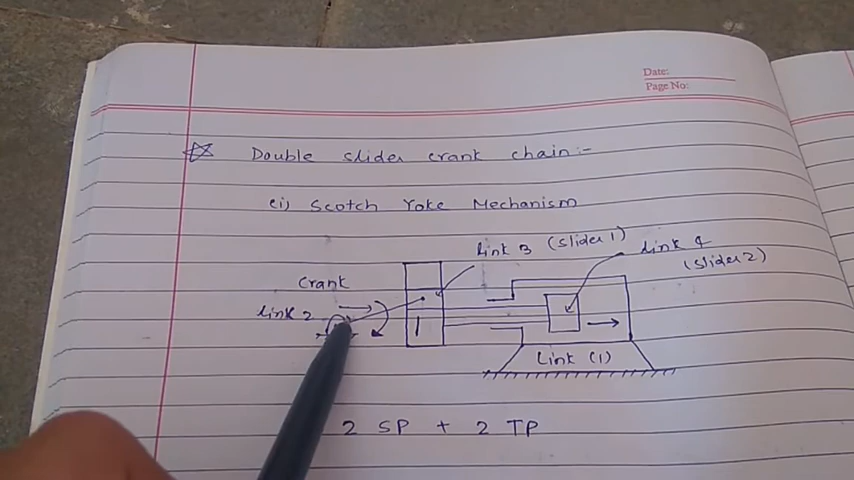 Date:
Page No:
Double slider crank chain:-
(i) Scotch Yoke Mechanism
link 3 (slider 1)
link 4
(slider 2)
Crank
link 2
Link (1)
2 SP + 2 TP